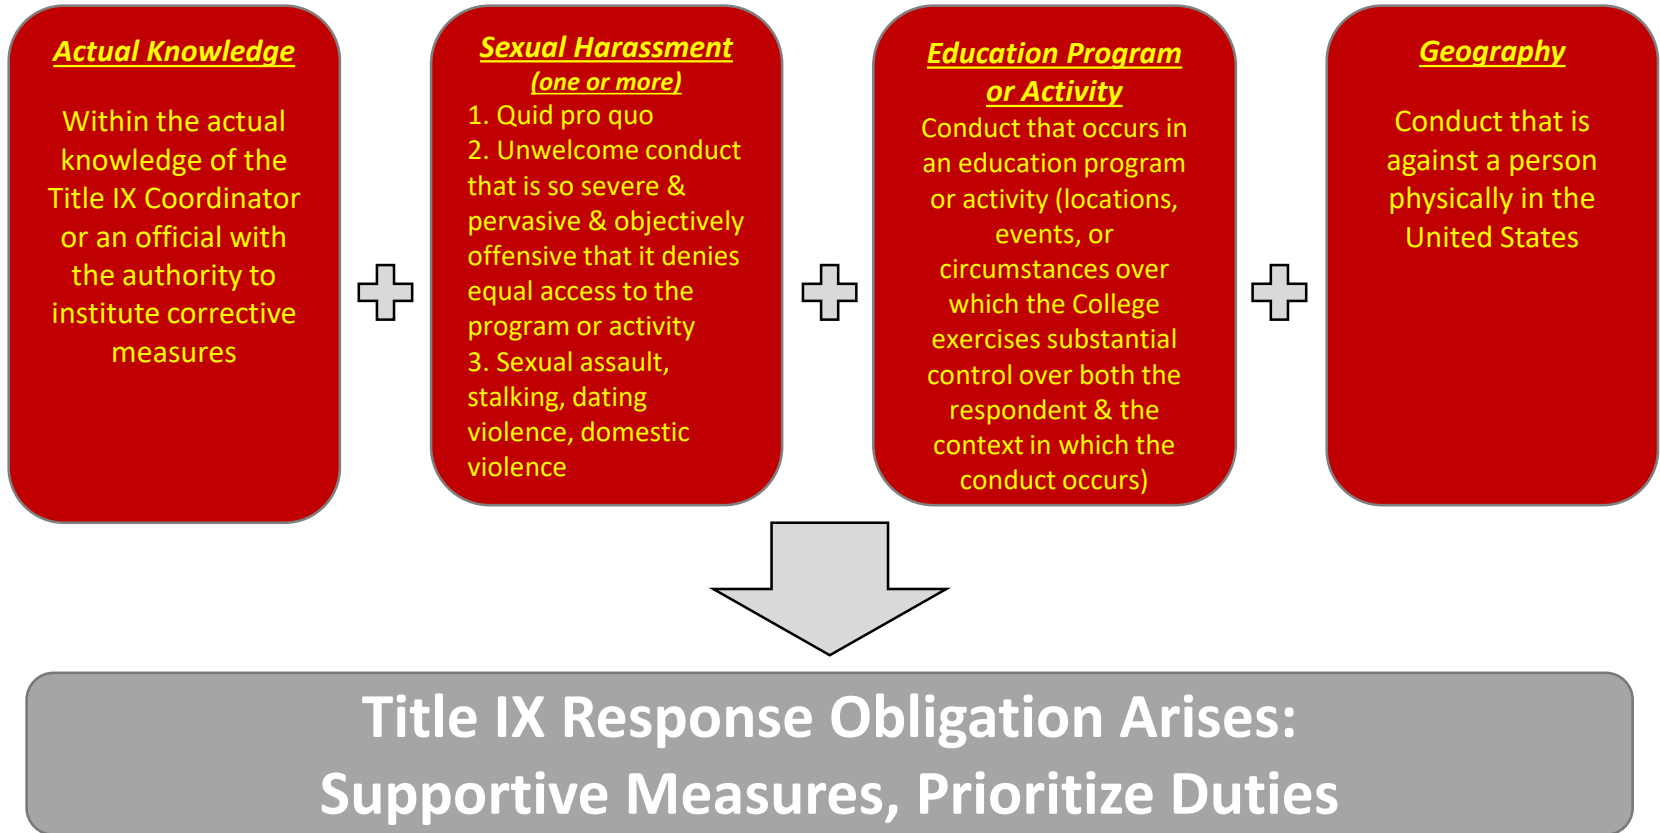 Actual Knowledge
Within the actual
knowledge of the
Title IX Coordinator
or an official with
the authority to
institute corrective
measures
Sexual Harassment
(one or more)
1. Quid pro quo
2. Unwelcome conduct
that is so severe &
pervasive & objectively
offensive that it denies
equal access to the
program or activity
3. Sexual assault,
stalking, dating
violence, domestic
violence
Education Program
or Activity
Conduct that occurs in
an education program
or activity (locations,
events, or
circumstances over
which the College
exercises substantial
control over both the
respondent & the
context in which the
conduct occurs)
Geography
Conduct that is
against a person
physically in the
United States
Title IX Response Obligation Arises:
Supportive Measures, Prioritize Duties